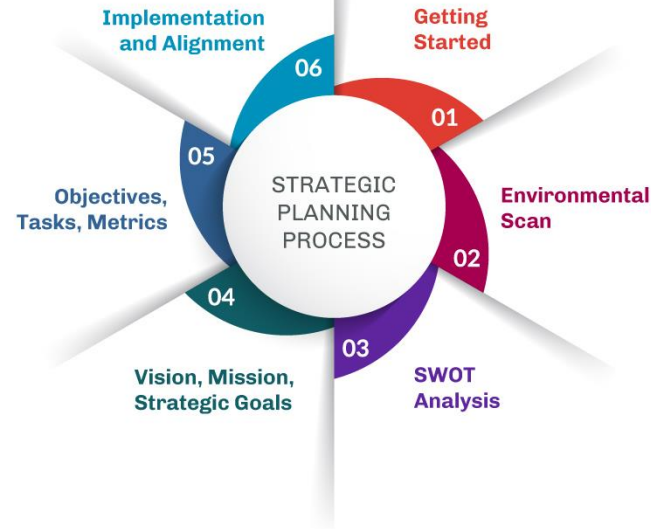 Getting
Started
01
Environmental
Scan
02
SWOT
Analysis
03
Vision, Mission,
Strategic Goals
04
Objectives,
Tasks, Metrics
05
Implementation
and Alignment
06
STRATEGIC
PLANNING
PROCESS